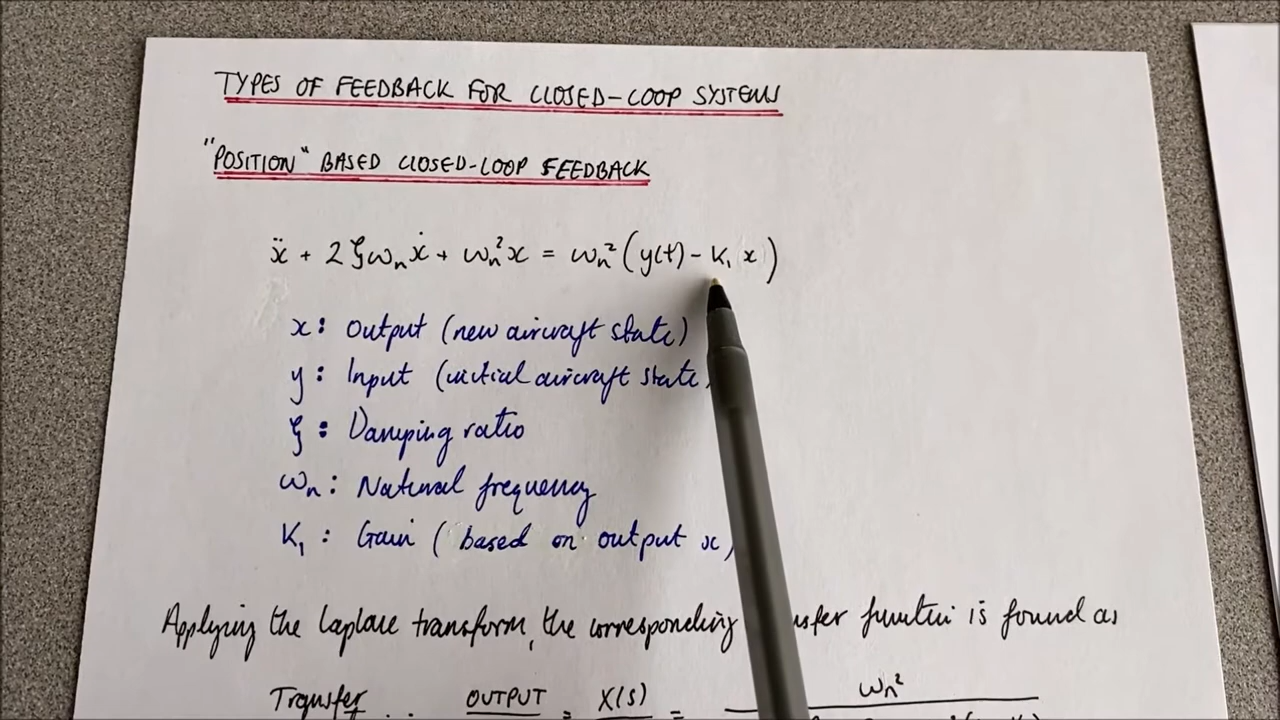 TYPES OF FEEDBACK FOR CLOSED-LOOP SYSTEMS
"POSITION" BASED CLOSED-LOOP FEEDBACK
ẍ + 2ζωₙẋ + ωₙ²x = ωₙ²(y(t) - K₁ x)
x: Output (new aircraft state)
y: Input (initial aircraft state
ζ: Damping ratio
ωₙ: Natural frequency
K₁: Gain (based on output x)
Applying the Laplace transform, the corresponding function is found as
Transfer OUTPUT = X(s) = ωₙ²